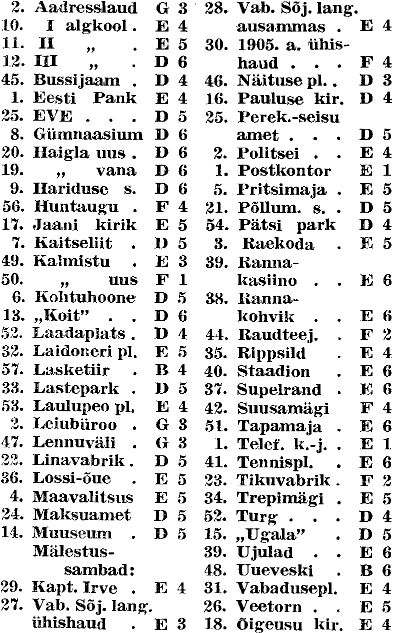 2. Aadresslaud G 3
10. I algkool . E 4
11. II „ . E 5
12. III „ . D 6
45. Bussijaam . D 4
1. Eesti Pank E 4
25. EVE . . . D 5
8. Gümnaasium D 6
20. Haigla uus . D 6
19. „ vana D 6
9. Hariduse s. D 6
56. Huntaugu . F 4
17. Jaani kirik E 5
7. Kaitseliit . D 5
49. Kalmistu . E 3
50. „ uus F 1
6. Kohtuhoone D 5
13. „Koit” . . D 6
52. Laadaplats . D 4
32. Laidoneri pl. E 5
57. Lasketiir . B 4
33. Lastepark . D 5
53. Laulupeo pl. E 4
2. Leiubüroo . G 3
47. Lennuväli . G 3
22. Linavabrik . D 5
36. Lossi-õue . E 5
4. Maavalitsus E 5
24. Maksuamet D 5
14. Muuseum . D 5
Mälestus-
sambad:
29. Kapt. Irve . E 4
27. Vab. Sõj. lang.
ühishaud . E 3
28. Vab. Sõj. lang.
ausammas . E 4
30. 1905. a. ühis-
haud . . . F 4
46. Näituse pl. . D 3
16. Pauluse kir. D 4
25. Perek.-seisu
amet . . . D 5
2. Politsei . . E 4
1. Postkontor E 1
5. Pritsimaja . E 5
21. Põllum. s. . D 5
54. Pätsi park D 4
3. Raekoda . E 5
39. Ranna-
kasiino . . E 6
38. Ranna-
kohvik . . E 6
44. Raudteej. . F 2
35. Rippsild . E 4
40. Staadion . E 6
37. Supelrand . E 6
42. Suusamägi F 4
51. Tapamaja . E 6
1. Telef. k.-j. . E 1
41. Tennispl. . E 6
23. Tikuvabrik . F 2
34. Trepimägi . E 5
52. Turg . . . D 4
15. „Ugala” . D 5
39. Ujulad . . E 6
48. Uueveski . B 6
31. Vabadusepl. E 4
26. Veetorn . . E 5
18. Õigeusu kir. E 4